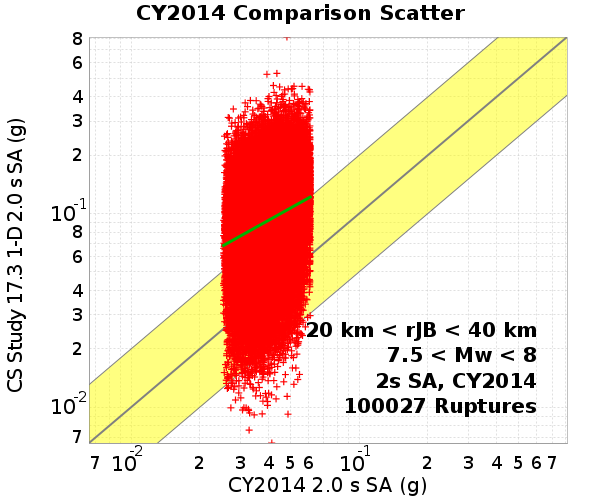 CY2014 Comparison Scatter
8
6
4
3
2
10-1
8
6
4
3
2
10-2
7
CS Study 17.3 1-D 2.0 s SA (g)
20 km < rJB < 40 km
7.5 < Mw < 8
2s SA, CY2014
100027 Ruptures
7 10-2 2 3 4 5 6 10-1 2 3 4 5 6 7
CY2014 2.0 s SA (g)